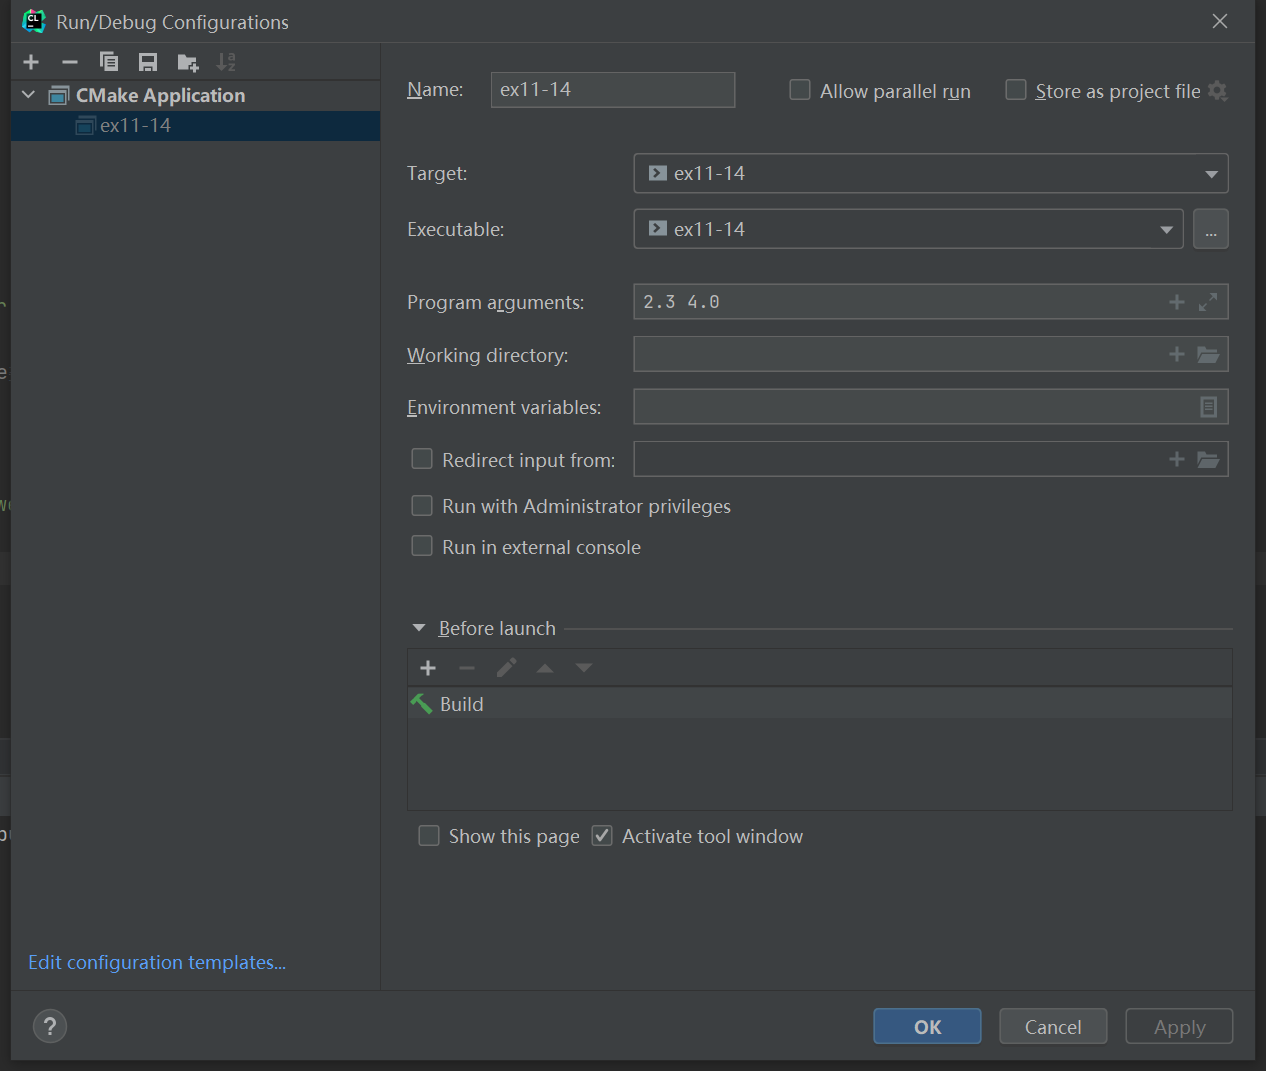 CL
Run/Debug Configurations
CMake Application
ex11-14
Name:
ex11-14
Allow parallel run
Store as project file
Target:
ex11-14
Executable:
ex11-14
...
Program arguments:
2.3 4.0
Working directory:
Environment variables:
Redirect input from:
Run with Administrator privileges
Run in external console
Before launch
Build
Show this page
Activate tool window
Edit configuration templates...
?
OK
Cancel
Apply